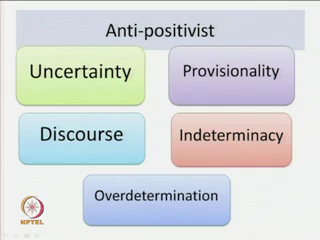 Anti-positivist
Uncertainty
Provisionality
Discourse
Indeterminacy
Overdetermination
NPTEL